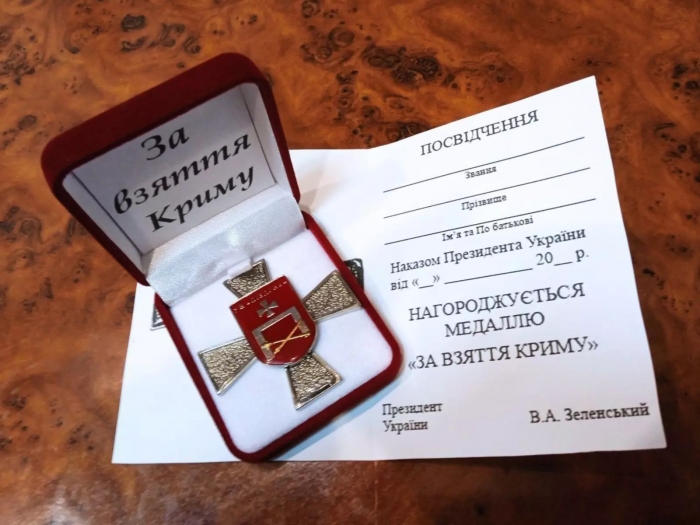 За
взяття
Криму
ПОСВІДЧЕННЯ
Звання
Прізвище
Ім'я та По батькові
Наказом Президента України
від «__» ____________ 20__ р.
НАГОРОДЖУЄТЬСЯ
МЕДАЛЛЮ
«ЗА ВЗЯТТЯ КРИМУ»
Президент
України
В.А. Зеленський